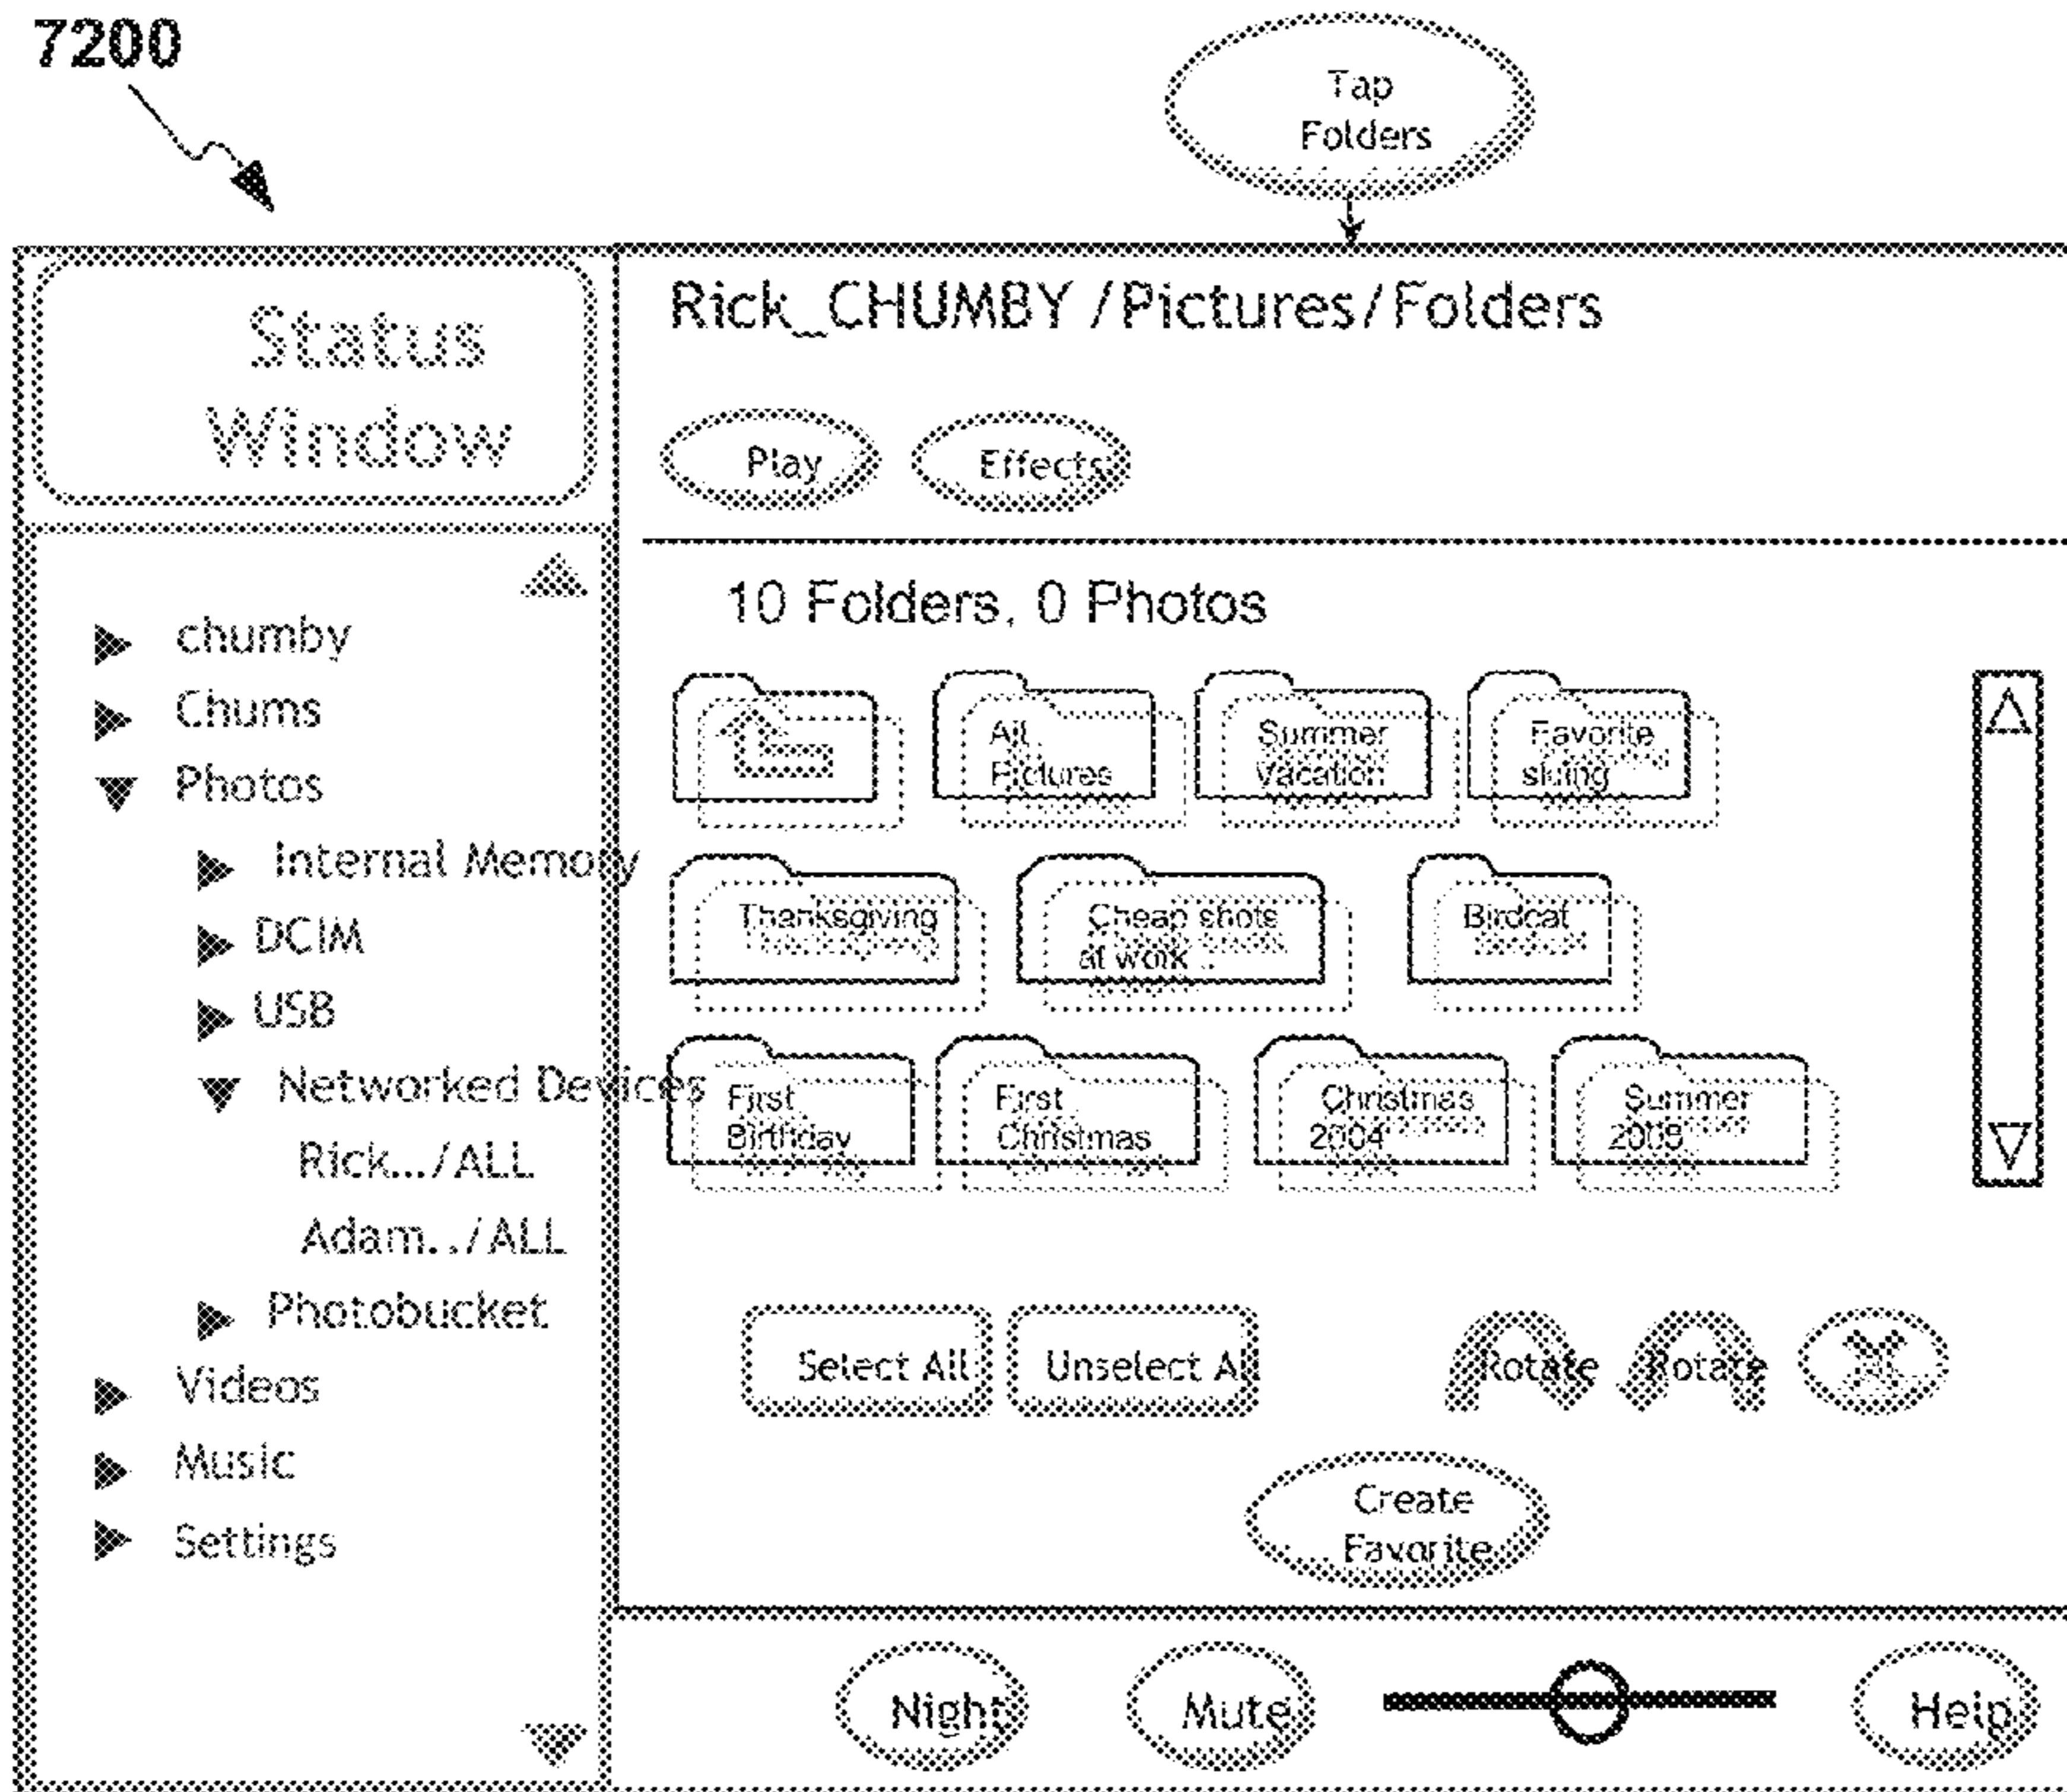 7200
Tap
Folders
Status
Window
Rick_CHUMBY /Pictures/Folders
Play
Effects
10 Folders, 0 Photos
chumby
Chums
Photos
Internal Memory
DCIM
USB
Networked Devices
Rick.../ALL
Adam../ALL
Photobucket
Videos
Music
Settings
All
Pictures
Summer
Vacation
Favorite
Thanksgiving
Cheap shots
at work
Birdcat
First
Birthday
First
Christmas
Christmas
2004
Summer
Select All
Unselect All
Rotate
Rotate
X
Create
Favorite
Night
Mute
Help